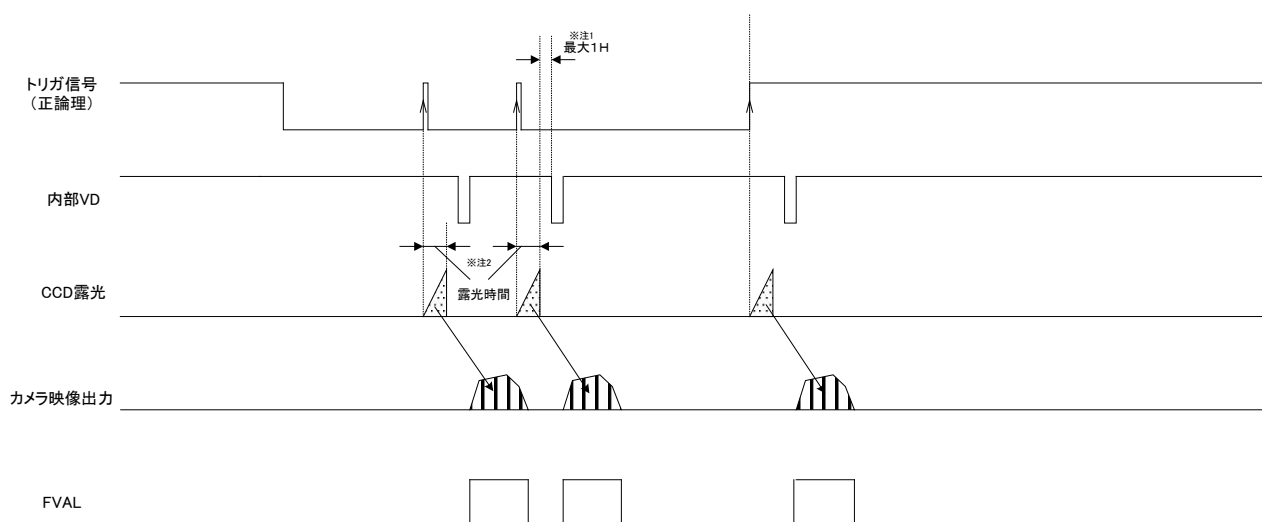 ※注1
最大1H
トリガ信号
(正論理)
内部VD
※注2
CCD露光
露光時間
カメラ映像出力
FVAL